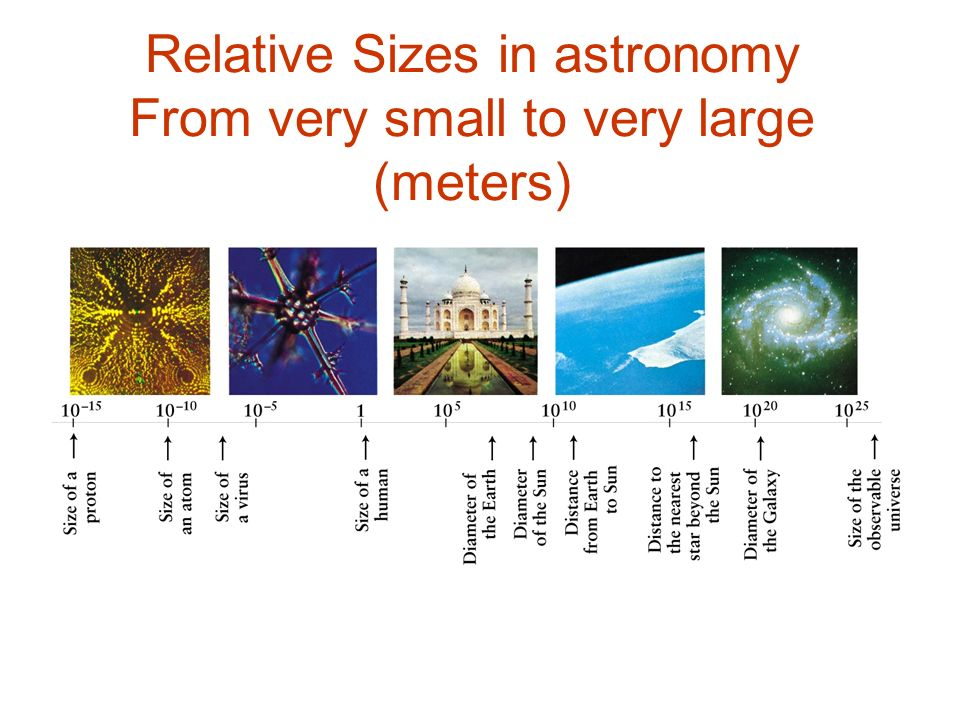 Relative Sizes in astronomy
From very small to very large
(meters)
10⁻¹⁵ 10⁻¹⁰ 10⁻⁵ 1 10⁵ 10¹⁰ 10¹⁵ 10²⁰ 10²⁵
Size of a
proton
Size of
an atom
Size of
a virus
Size of a
human
Diameter of
the Earth
Diameter
of the Sun
Distance
from Earth
to Sun
Distance to
the nearest
star beyond
the Sun
Diameter of
the Galaxy
Size of the
observable
universe